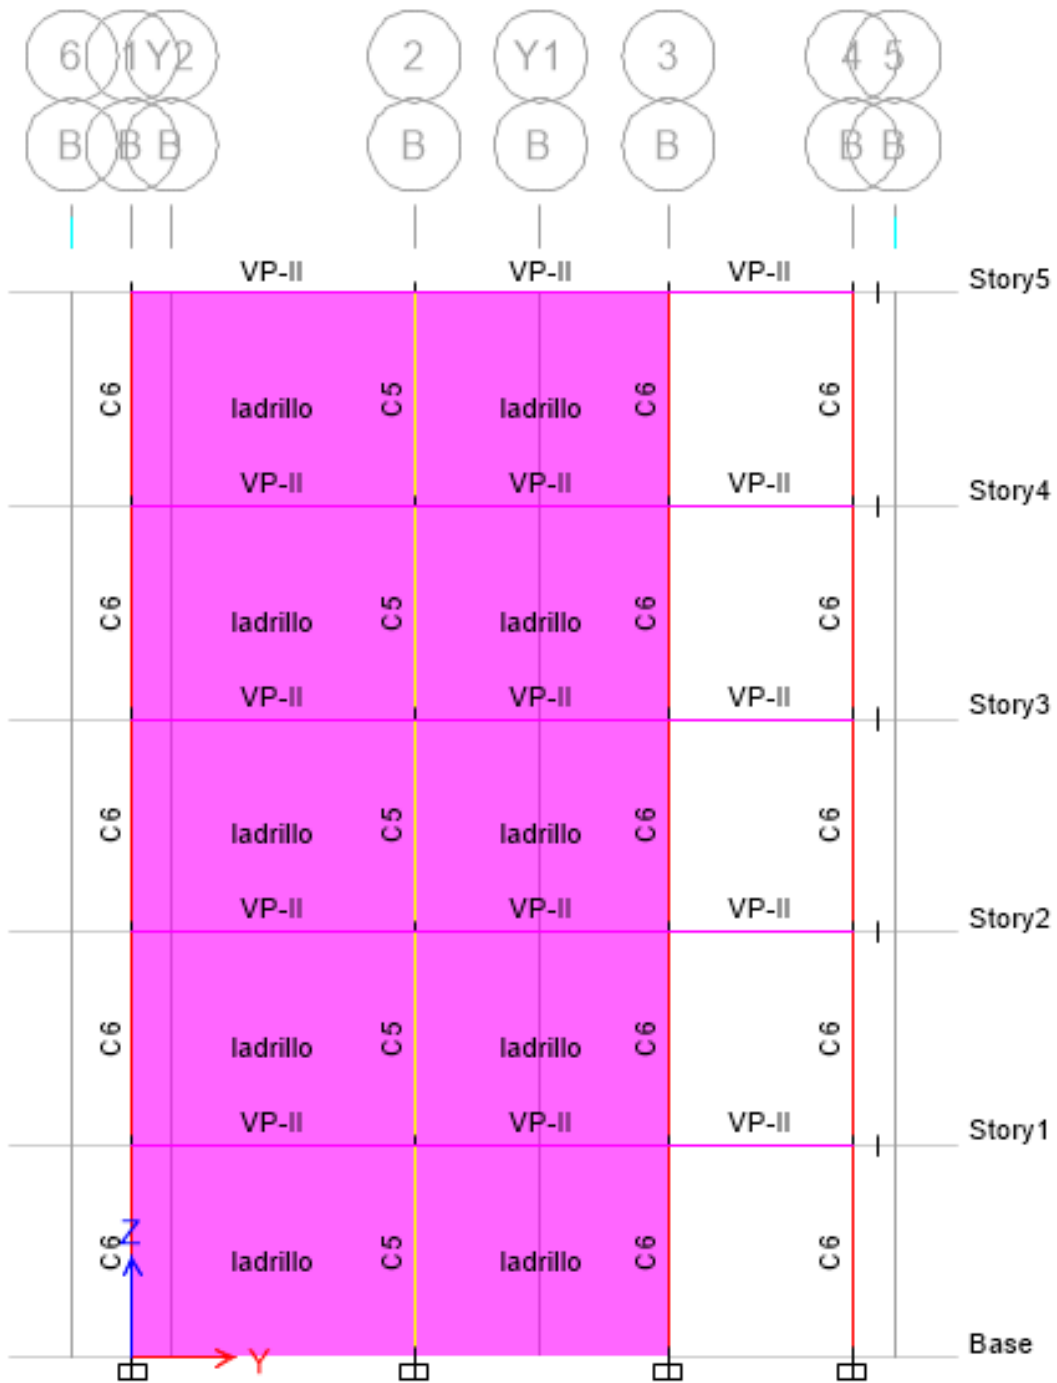 6 1 Y2 2 Y1 3 4 5
B B B B B B B B
VP-II VP-II VP-II Story5
C6 ladrillo C5 ladrillo C6 C6
VP-II VP-II VP-II Story4
C6 ladrillo C5 ladrillo C6 C6
VP-II VP-II VP-II Story3
C6 ladrillo C5 ladrillo C6 C6
VP-II VP-II VP-II Story2
C6 ladrillo C5 ladrillo C6 C6
VP-II VP-II VP-II Story1
Z
C6 ladrillo C5 ladrillo C6 C6
Y Base